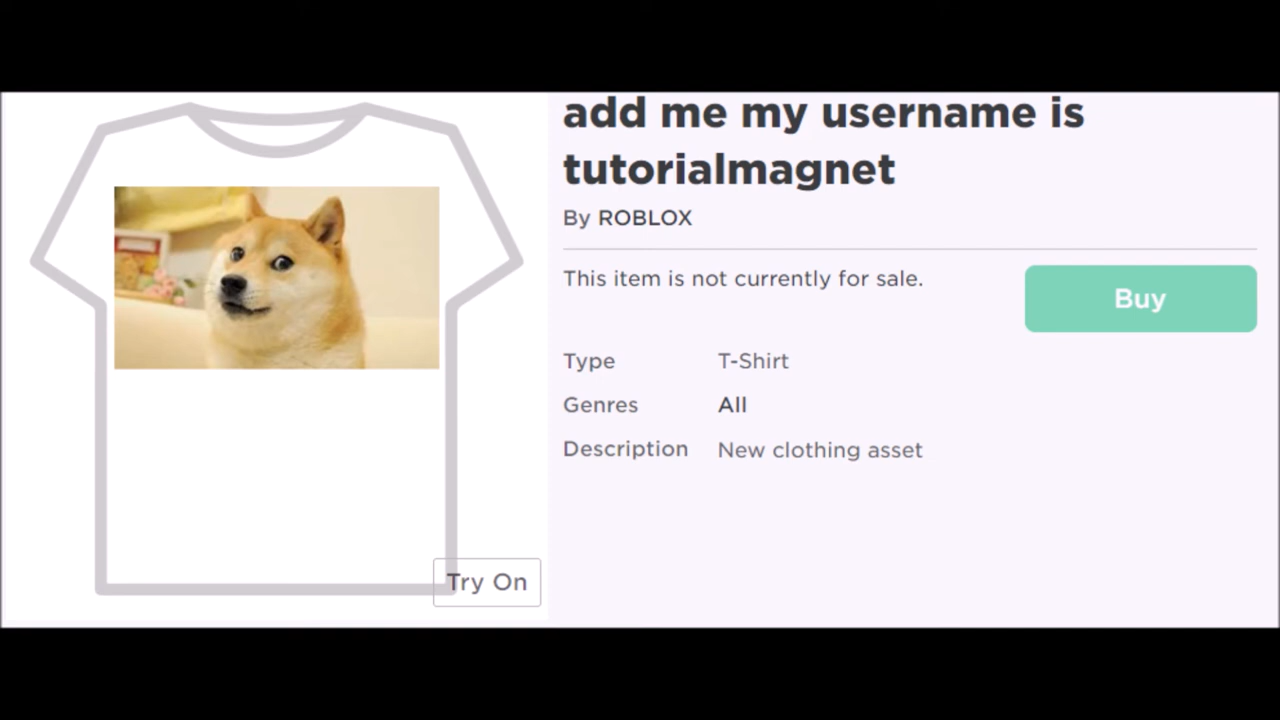 add me my username is
tutorialmagnet
By ROBLOX
This item is not currently for sale.
Buy
Type T-Shirt
Genres All
Description New clothing asset
Try On